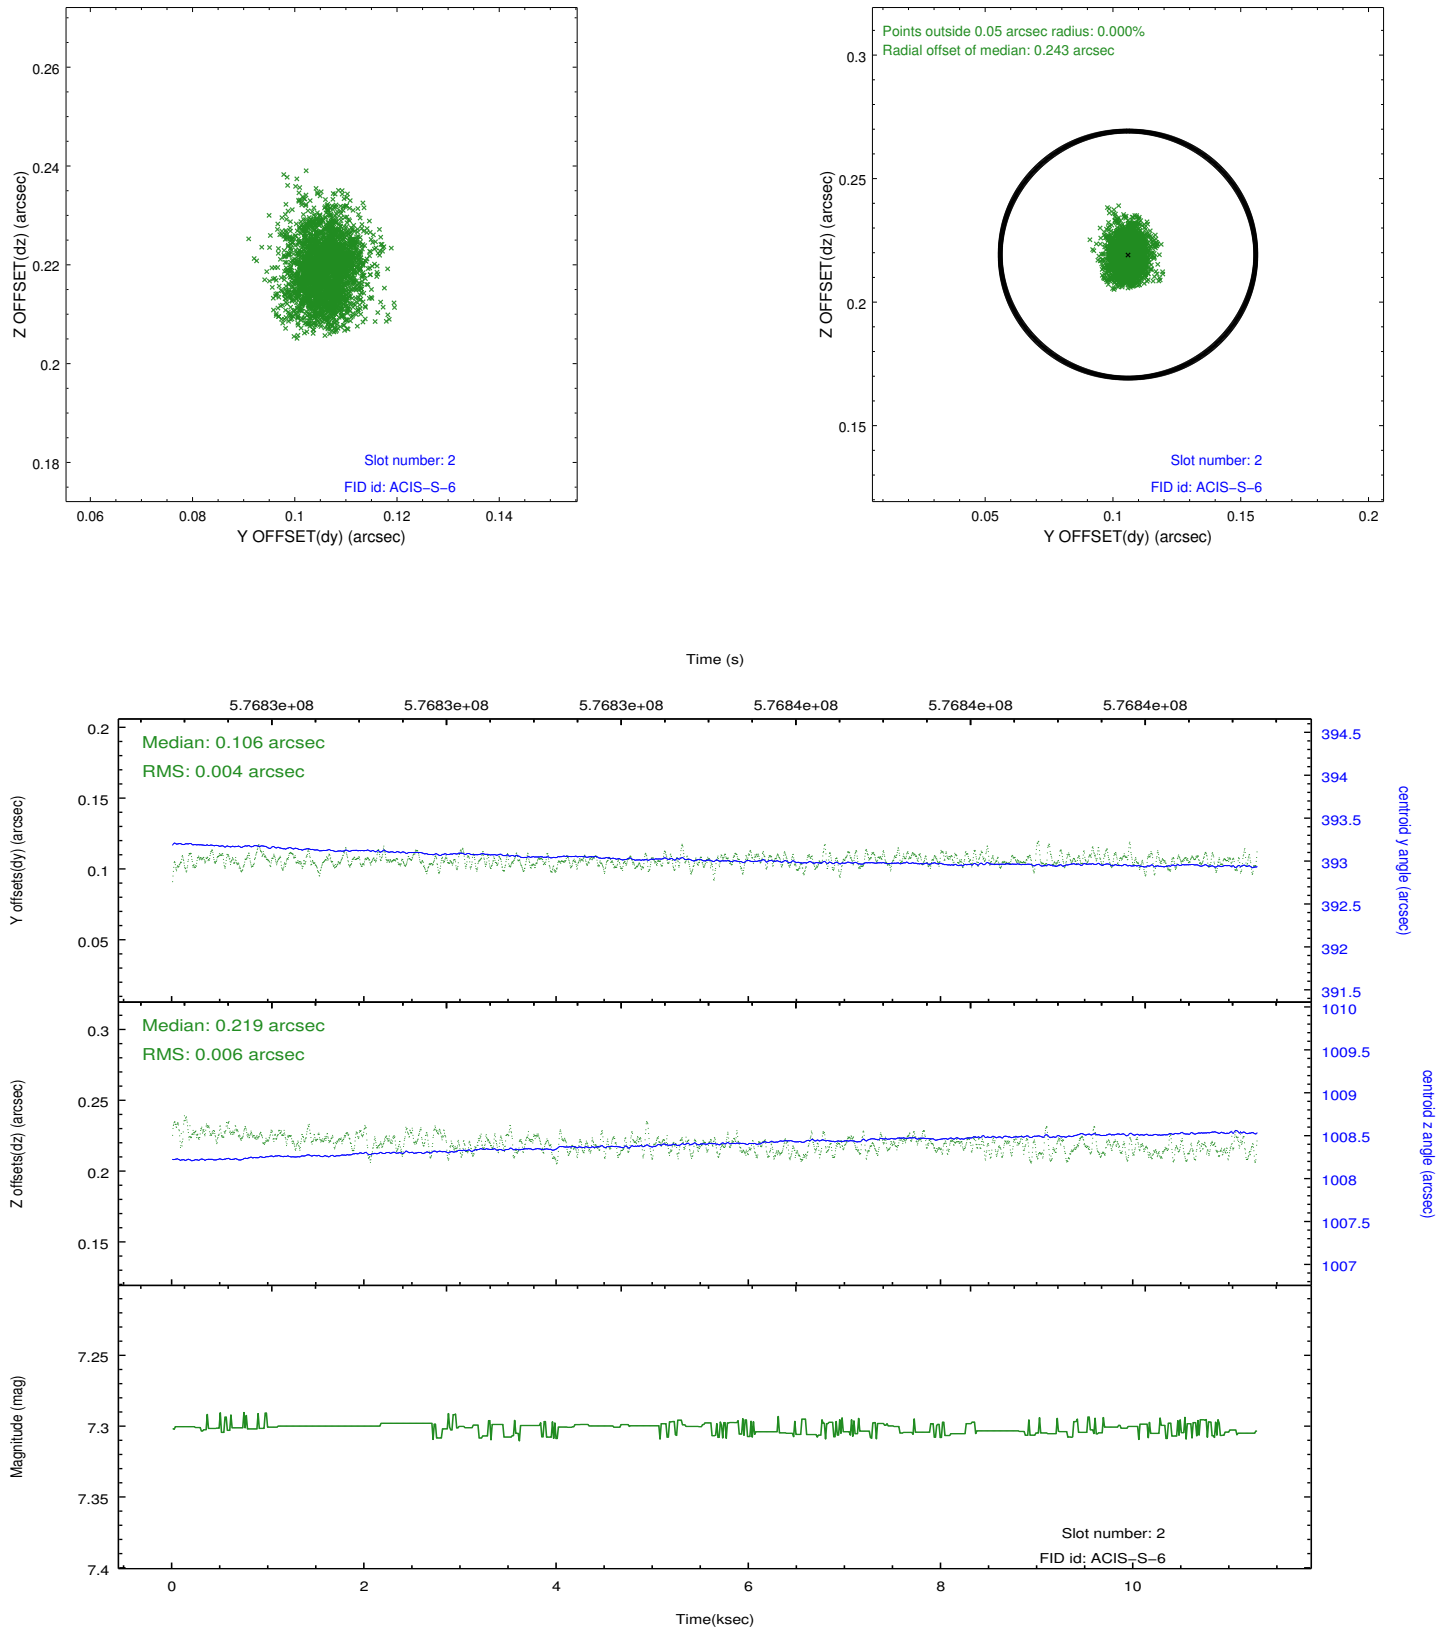 0.26
0.24
0.22
0.2
0.18
Z OFFSET(dz) (arcsec)
Slot number: 2
FID id: ACIS−S−6
0.06 0.08 0.1 0.12 0.14
Y OFFSET(dy) (arcsec)
Points outside 0.05 arcsec radius: 0.000%
Radial offset of median: 0.243 arcsec
0.3
0.25
0.2
0.15
Z OFFSET(dz) (arcsec)
Slot number: 2
FID id: ACIS−S−6
0.05 0.1 0.15 0.2
Y OFFSET(dy) (arcsec)
Time (s)
5.7683e+08 5.7683e+08 5.7683e+08 5.7684e+08 5.7684e+08 5.7684e+08
Median: 0.106 arcsec
RMS: 0.004 arcsec
0.2
0.15
0.1
0.05
Y offsets(dy) (arcsec)
394.5
394
393.5
393
392.5
392
391.5
centroid y angle (arcsec)
Median: 0.219 arcsec
RMS: 0.006 arcsec
0.3
0.25
0.2
0.15
Z offsets(dz) (arcsec)
1010
1009.5
1009
1008.5
1008
1007.5
1007
centroid z angle (arcsec)
7.25
7.3
7.35
7.4
Magnitude (mag)
Slot number: 2
FID id: ACIS−S−6
0 2 4 6 8 10
Time(ksec)